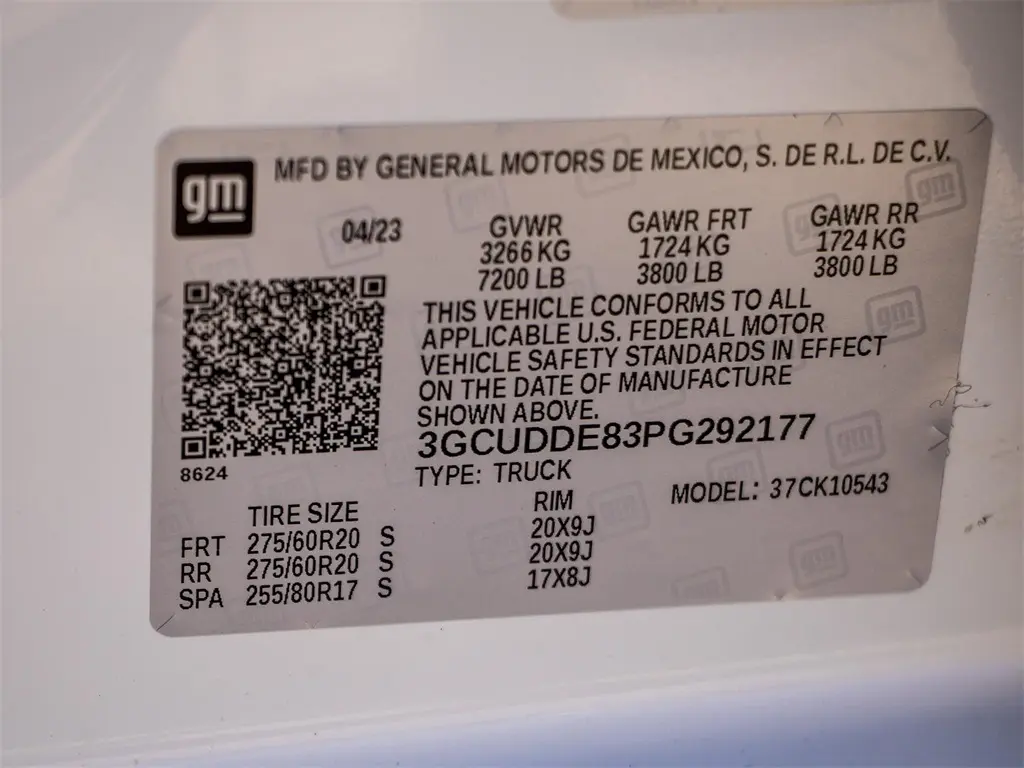 gm
MFD BY GENERAL MOTORS DE MEXICO, S. DE R.L. DE C.V.
04/23
GVWR GAWR FRT GAWR RR
3266 KG 1724 KG 1724 KG
7200 LB 3800 LB 3800 LB
THIS VEHICLE CONFORMS TO ALL
APPLICABLE U.S. FEDERAL MOTOR
VEHICLE SAFETY STANDARDS IN EFFECT
ON THE DATE OF MANUFACTURE
SHOWN ABOVE.
3GCUDDE83PG292177
8624
TYPE: TRUCK
MODEL: 37CK10543
TIRE SIZE RIM
FRT 275/60R20 S 20X9J
RR 275/60R20 S 20X9J
SPA 255/80R17 S 17X8J